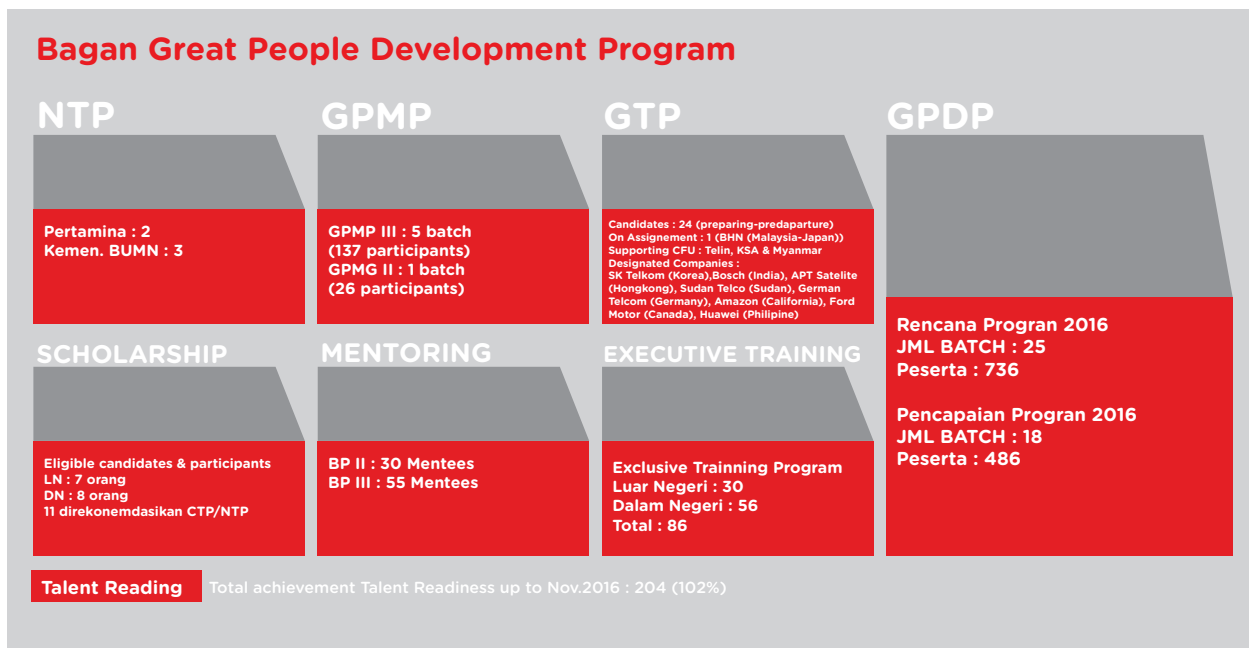 Bagan Great People Development Program
NTP
Pertamina : 2
Kemen. BUMN : 3
GPMP
GPMP III : 5 batch
(137 participants)
GPMG II : 1 batch
(26 participants)
GTP
Candidates : 24 (preparing-predaparture)
On Assignement : 1 (BHN (Malaysia-Japan))
Supporting CFU : Telin, KSA & Myanmar
Designated Companies :
SK Telkom (Korea),Bosch (India), APT Satelite
(Hongkong), Sudan Telco (Sudan), German
Telcom (Germany), Amazon (California), Ford
Motor (Canada), Huawei (Philipine)
GPDP
Rencana Progran 2016
JML BATCH : 25
Peserta : 736
Pencapaian Progran 2016
JML BATCH : 18
Peserta : 486
SCHOLARSHIP
Eligible candidates & participants
LN : 7 orang
DN : 8 orang
11 direkonemdasikan CTP/NTP
MENTORING
BP II : 30 Mentees
BP III : 55 Mentees
EXECUTIVE TRAINING
Exclusive Trainning Program
Luar Negeri : 30
Dalam Negeri : 56
Total : 86
Talent Reading
Total achievement Talent Readiness up to Nov.2016 : 204 (102%)